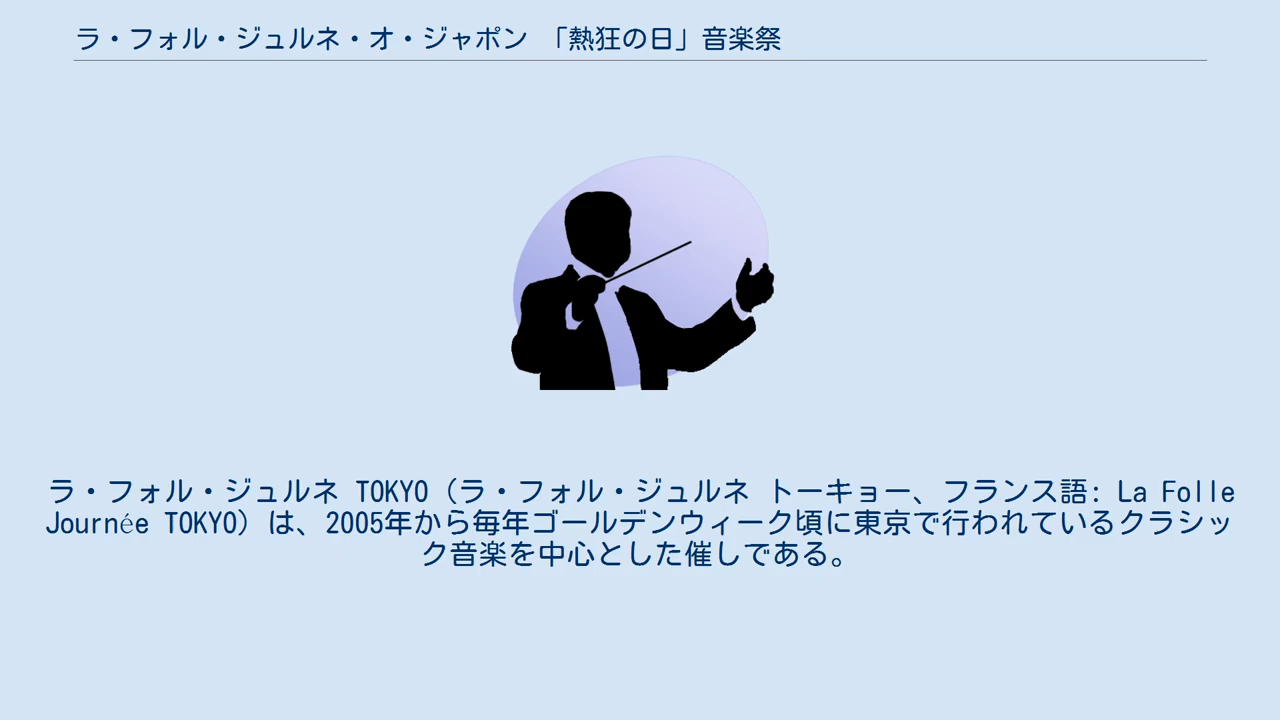 ラ・フォル・ジュルネ・オ・ジャポン 「熱狂の日」音楽祭
ラ・フォル・ジュルネ TOKYO（ラ・フォル・ジュルネ トーキョー、フランス語: La Folle
Journée TOKYO）は、2005年から毎年ゴールデンウィーク頃に東京で行われているクラシッ
ク音楽を中心とした催しである。